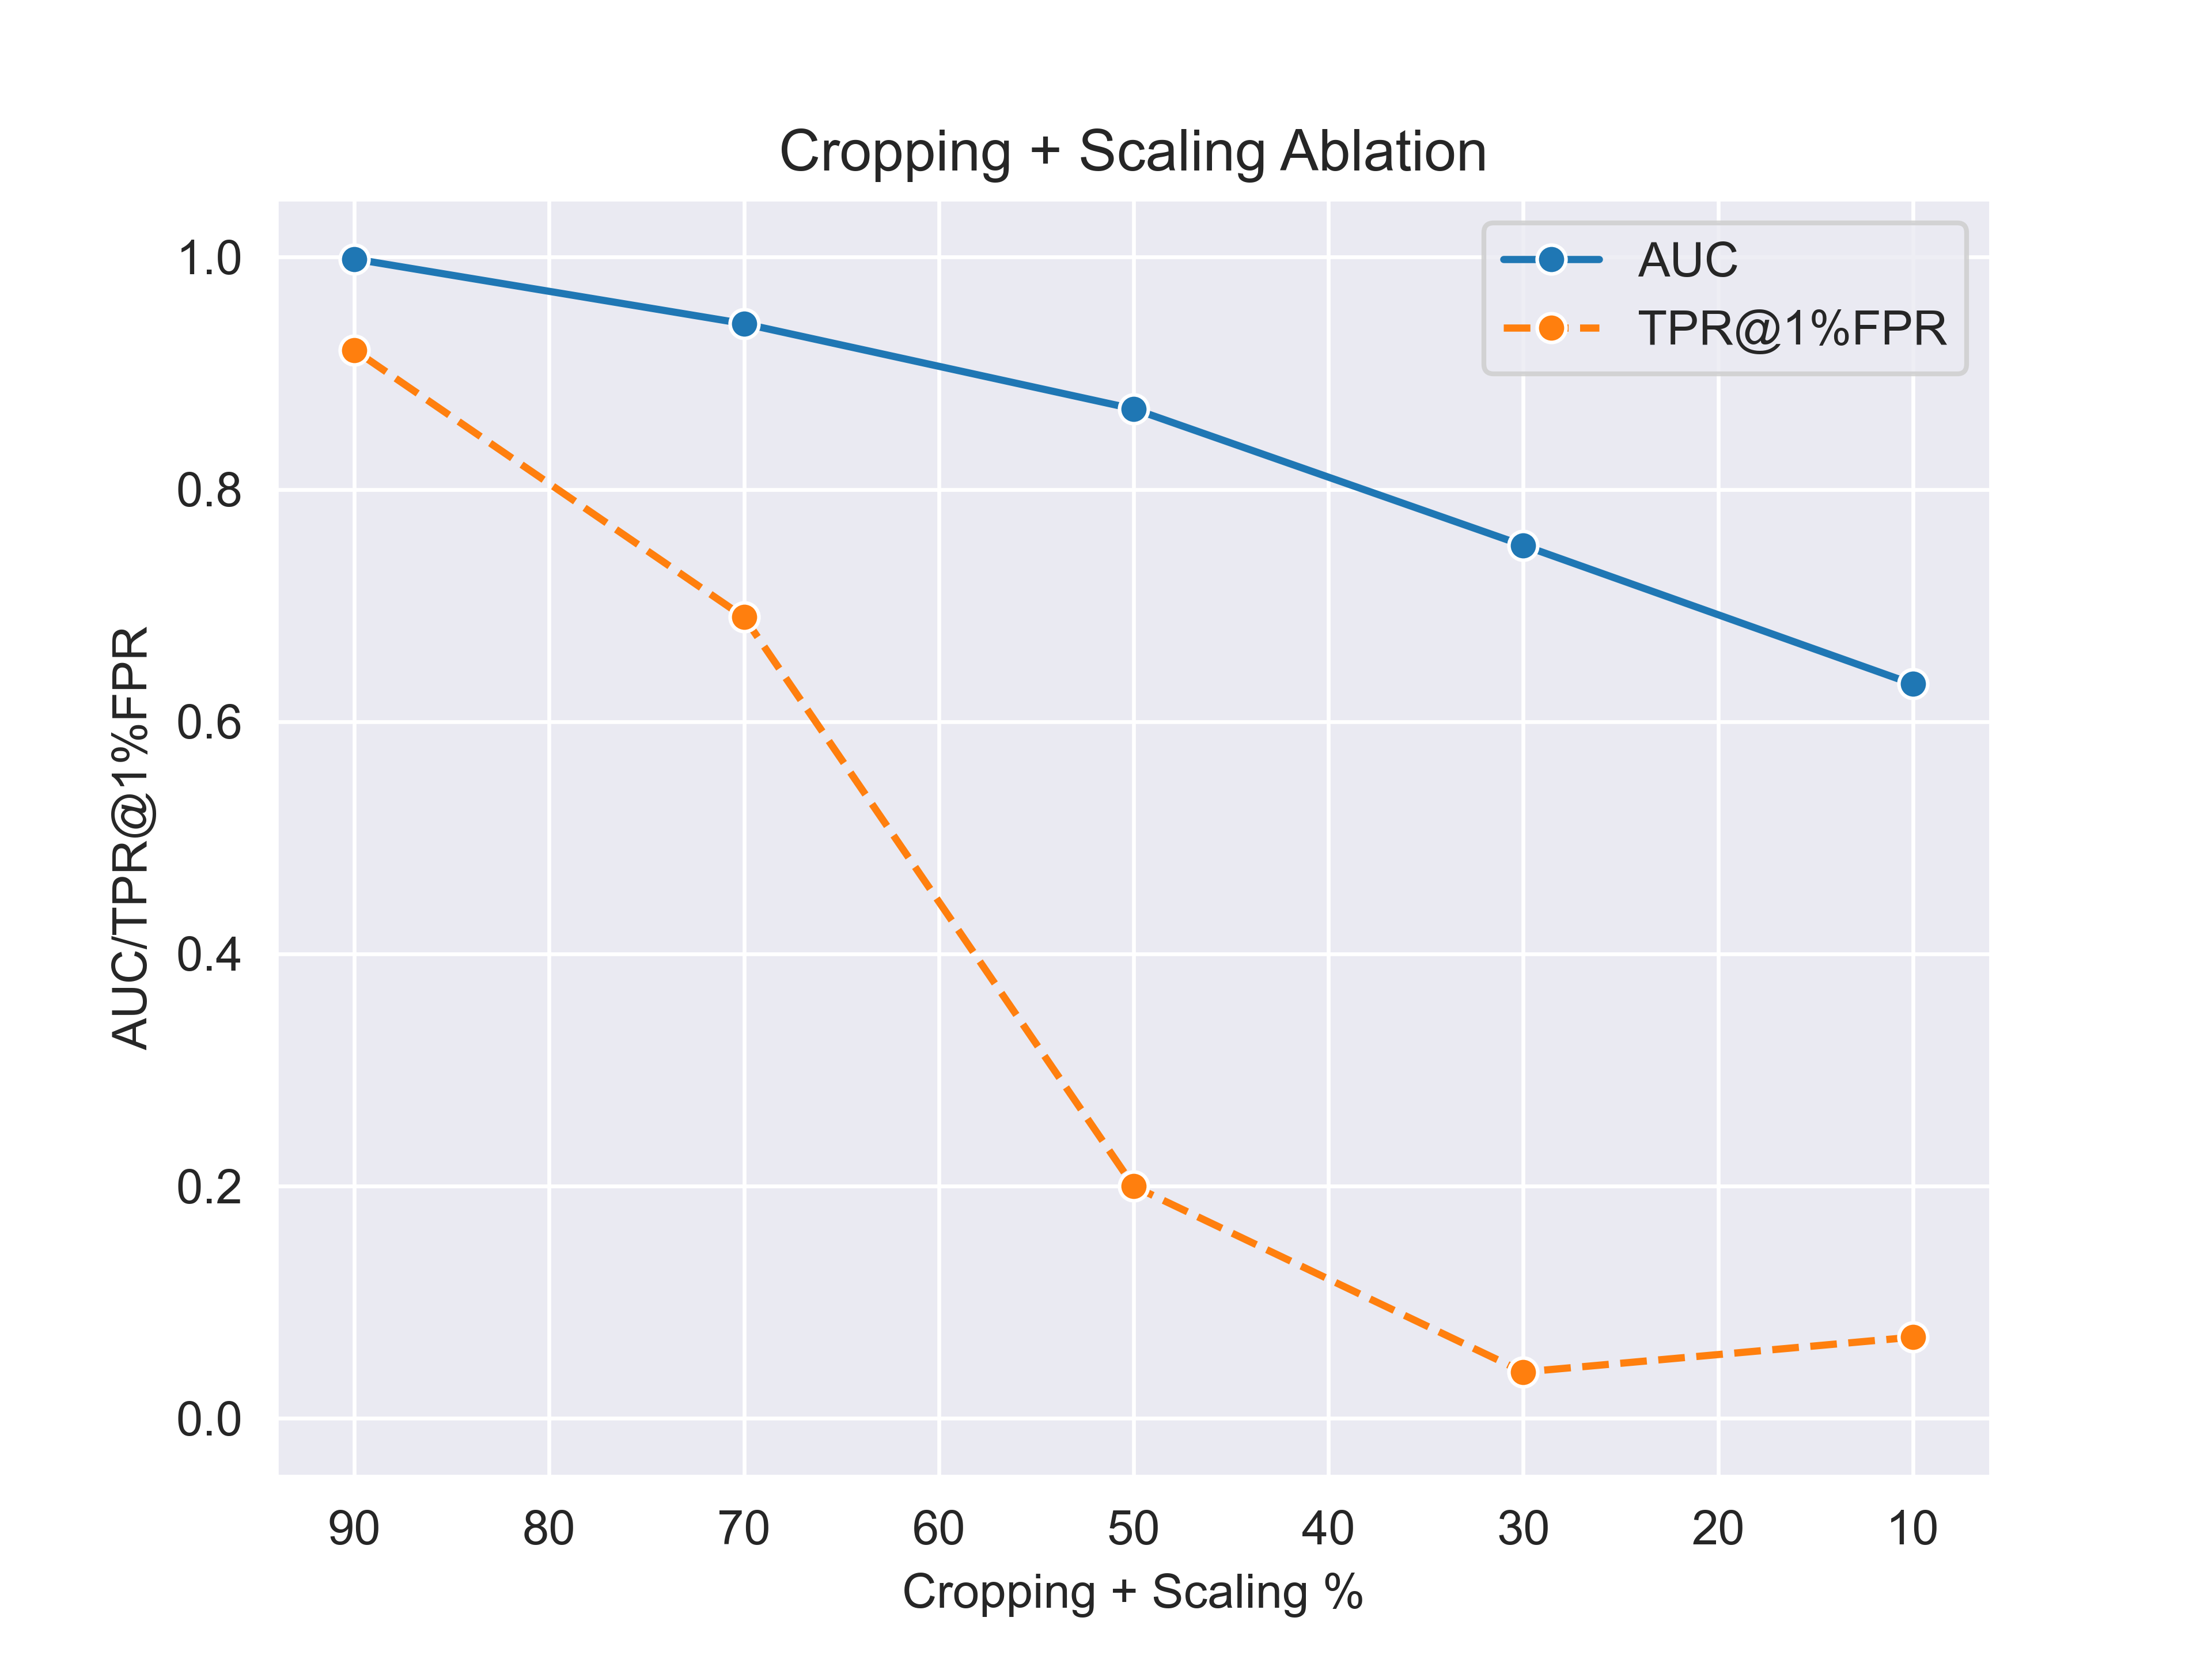 Cropping + Scaling Ablation
AUC
TPR@1%FPR
AUC/TPR@1%FPR
1.0
0.8
0.6
0.4
0.2
0.0
90 80 70 60 50 40 30 20 10
Cropping + Scaling %